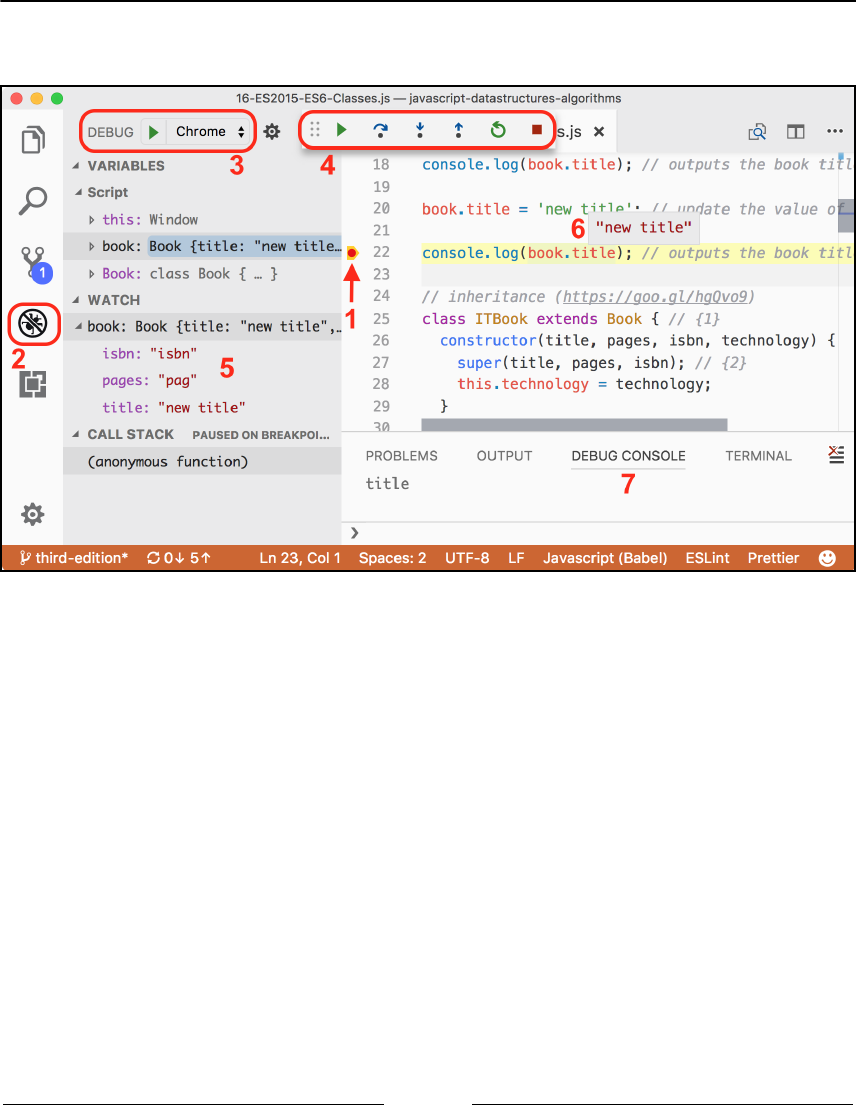 16-ES2015-ES6-Classes.js — javascript-datastructures-algorithms
DEBUG Chrome
3
4
s.js
VARIABLES
Script
this: Window
book: Book {title: "new title…
Book: class Book { … }
WATCH
book: Book {title: "new title",…
isbn: "isbn"
pages: "pag"
title: "new title"
5
CALL STACK PAUSED ON BREAKPOI…
(anonymous function)
1
2
1
18 console.log(book.title); // outputs the book titl
19
20 book.title = 'new title'; // update the value of
21
6 "new title"
22 console.log(book.title); // outputs the book titl
23
24 // inheritance (https://goo.gl/hgQvo9)
25 class ITBook extends Book { // {1}
26 constructor(title, pages, isbn, technology) {
27 super(title, pages, isbn); // {2}
28 this.technology = technology;
29 }
30
PROBLEMS OUTPUT DEBUG CONSOLE TERMINAL
7
title
third-edition* 0↓ 5↑ Ln 23, Col 1 Spaces: 2 UTF-8 LF Javascript (Babel) ESLint Prettier